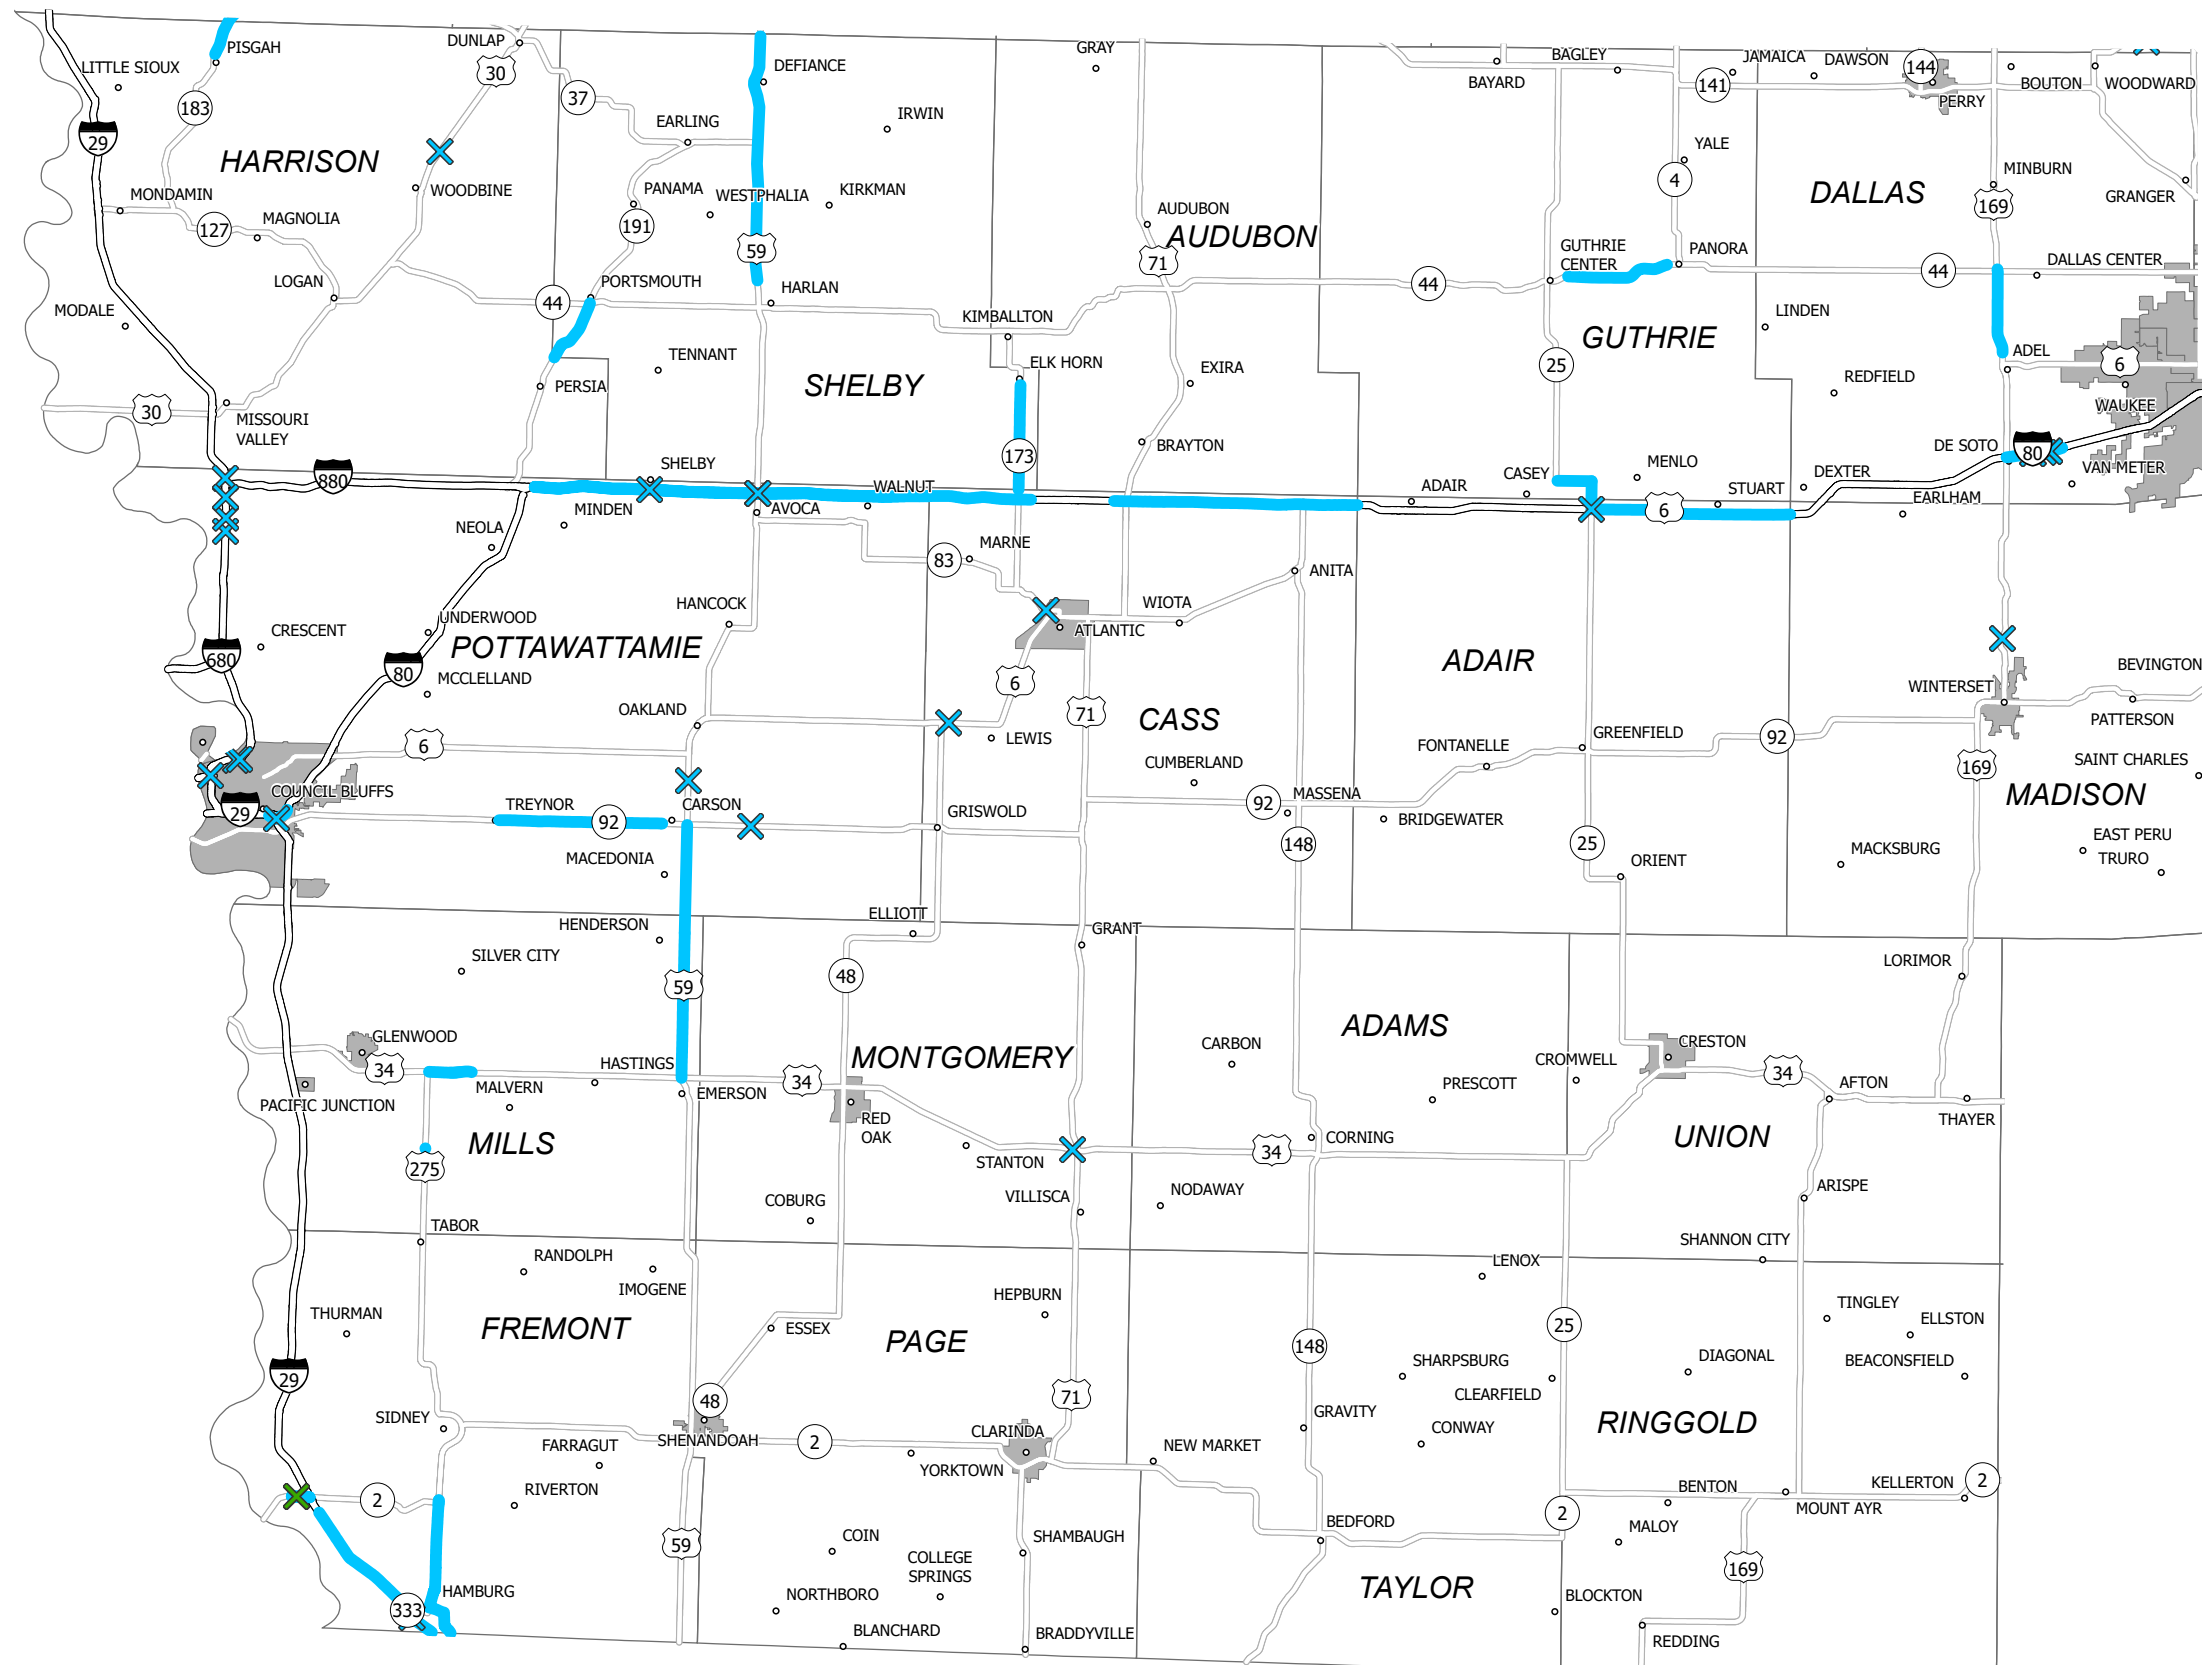 PISGAH
DUNLAP
GRAY
BAGLEY
JAMAICA
DAWSON
144
LITTLE SIOUX
30
DEFIANCE
BAYARD
141
BOUTON
WOODWARD
183
37
PERRY
29
EARLING
IRWIN
YALE
HARRISON
MONDAMIN
WOODBINE
PANAMA
WESTPHALIA
KIRKMAN
4
DALLAS
MINBURN
GRANGER
127
MAGNOLIA
191
AUDUBON
AUDUBON
169
59
71
GUTHRIE
CENTER
PANORA
DALLAS CENTER
LOGAN
PORTSMOUTH
HARLAN
44
44
44
MODALE
KIMBALLTON
LINDEN
GUTHRIE
TENNANT
ELK HORN
EXIRA
25
ADEL
6
PERSIA
SHELBY
REDFIELD
30
MISSOURI
VALLEY
WAUKEE
BRAYTON
DE SOTO
80
173
SHELBY
880
CASEY
MENLO
DEXTER
VAN METER
WALNUT
ADAIR
STUART
EARLHAM
MINDEN
AVOCA
6
NEOLA
MARNE
83
ANITA
HANCOCK
WIOTA
UNDERWOOD
CRESCENT
ATLANTIC
POTTAWATTAMIE
680
80
ADAIR
BEVINGTON
MCCLELLAND
6
WINTERSET
OAKLAND
71
CASS
PATTERSON
LEWIS
GREENFIELD
92
6
FONTANELLE
SAINT CHARLES
CUMBERLAND
169
COUNCIL BLUFFS
MADISON
29
TREYNOR
92
CARSON
GRISWOLD
92
MASSENA
BRIDGEWATER
EAST PERU
148
25
MACEDONIA
ORIENT
MACKSBURG
TRURO
ELLIOTT
HENDERSON
GRANT
SILVER CITY
LORIMOR
48
59
GLENWOOD
ADAMS
CARBON
CRESTON
34
HASTINGS
MONTGOMERY
CROMWELL
34
34
MALVERN
PRESCOTT
AFTON
PACIFIC JUNCTION
EMERSON
RED
OAK
THAYER
MILLS
CORNING
UNION
STANTON
34
275
VILLISCA
NODAWAY
ARISPE
COBURG
TABOR
SHANNON CITY
RANDOLPH
LENOX
IMOGENE
HEPBURN
TINGLEY
THURMAN
ELLSTON
FREMONT
ESSEX
PAGE
25
148
DIAGONAL
SHARPSBURG
BEACONSFIELD
29
CLEARFIELD
48
71
SIDNEY
GRAVITY
RINGGOLD
CLARINDA
CONWAY
SHENANDOAH
2
FARRAGUT
NEW MARKET
YORKTOWN
KELLERTON
2
RIVERTON
BENTON
2
MOUNT AYR
BEDFORD
2
MALOY
COIN
SHAMBAUGH
59
COLLEGE
SPRINGS
169
HAMBURG
NORTHBORO
TAYLOR
BLOCKTON
333
BLANCHARD
BRADDYVILLE
REDDING